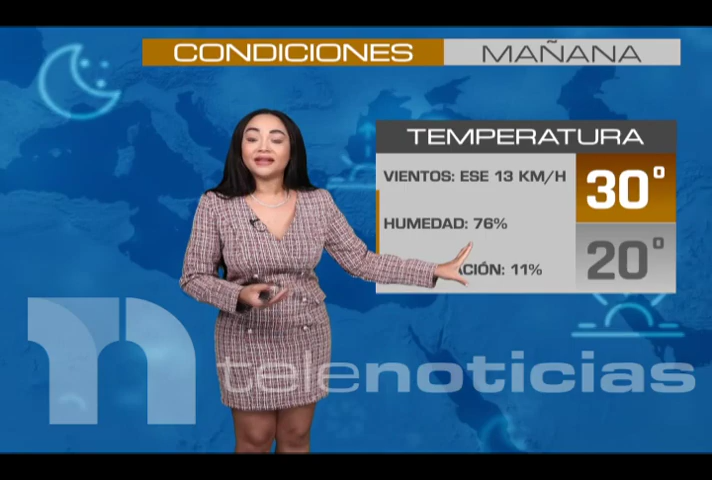 CONDICIONES MAÑANA
TEMPERATURA
VIENTOS: ESE 13 KM/H
30°
HUMEDAD: 76%
20°
ACIÓN: 11%
n telenoticias